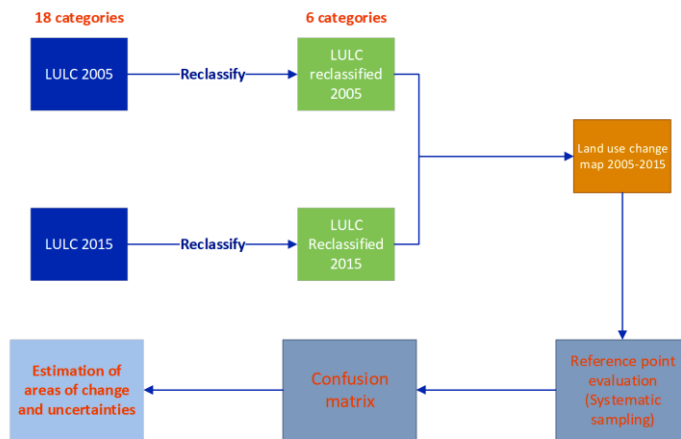 18 categories
6 categories
LULC 2005
Reclassify
LULC
reclassified
2005
Land use change
map 2005-2015
LULC 2015
Reclassify
LULC
Reclassified
2015
Estimation of
areas of change
and uncertainties
Confusion
matrix
Reference point
evaluation
(Systematic
sampling)